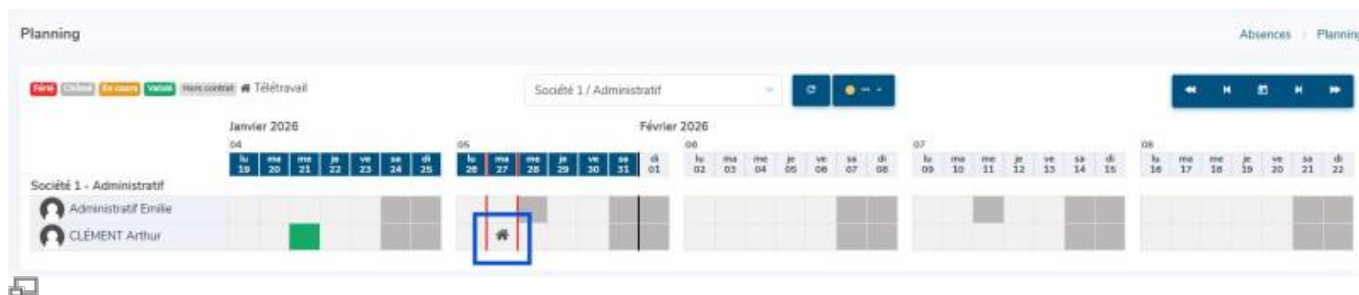 Planning
Absences Planning
Férié Chômé En cours Validé Hors contrat Télétravail Société 1 / Administratif
Janvier 2026 Février 2026
04 05 06 07 08
lu ma me je ve sa di lu ma me je ve sa di lu ma me je ve sa di lu ma me je ve sa di lu ma me je ve sa di
19 20 21 22 23 24 25 26 27 28 29 30 31 01 02 03 04 05 06 07 08 09 10 11 12 13 14 15 16 17 18 19 20 21 22
Société 1 - Administratif
Administratif Emilie
CLÉMENT Arthur